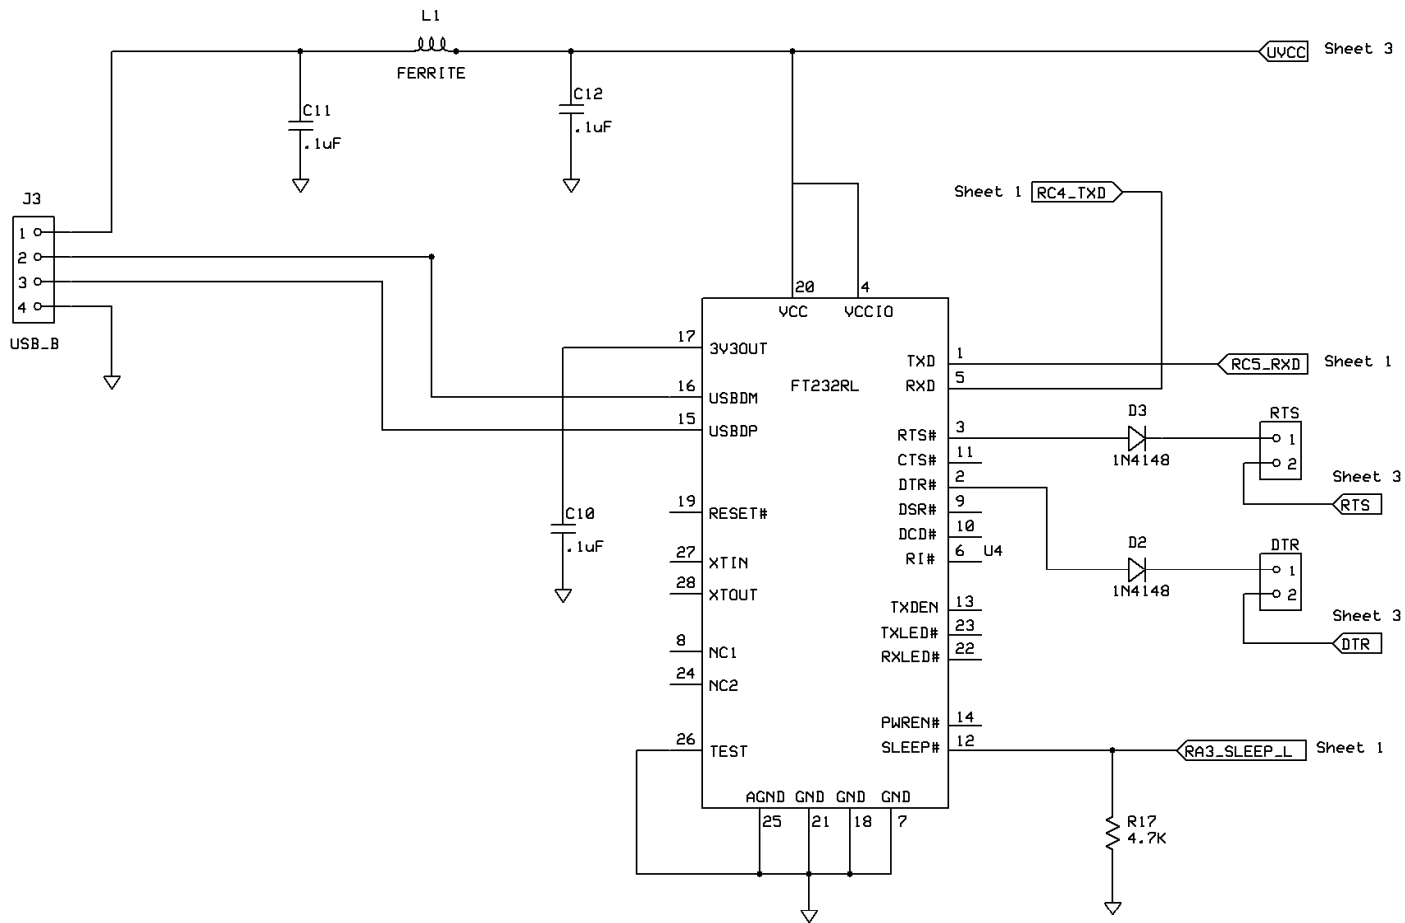 L1
FERRITE
UVCC Sheet 3
C11
.1uF
C12
.1uF
Sheet 1 RC4_TXD
J3
1
2
3
4
USB_B
20
4
VCC
VCCIO
17
3V3OUT
FT232RL
16
USBDM
15
USBDP
19
RESET#
27
XTIN
28
XTOUT
8
NC1
24
NC2
26
TEST
C10
.1uF
TXD
1
RC5_RXD Sheet 1
RXD
5
RTS#
3
CTS#
11
DTR#
2
DSR#
9
DCD#
10
RI#
6
U4
TXDEN
13
TXLED#
23
RXLED#
22
PWREN#
14
SLEEP#
12
D3
1N4148
RTS
1
2
Sheet 3
RTS
D2
1N4148
DTR
1
2
Sheet 3
DTR
RA3_SLEEP_L Sheet 1
AGND GND GND GND
25
21
18
7
R17
4.7K